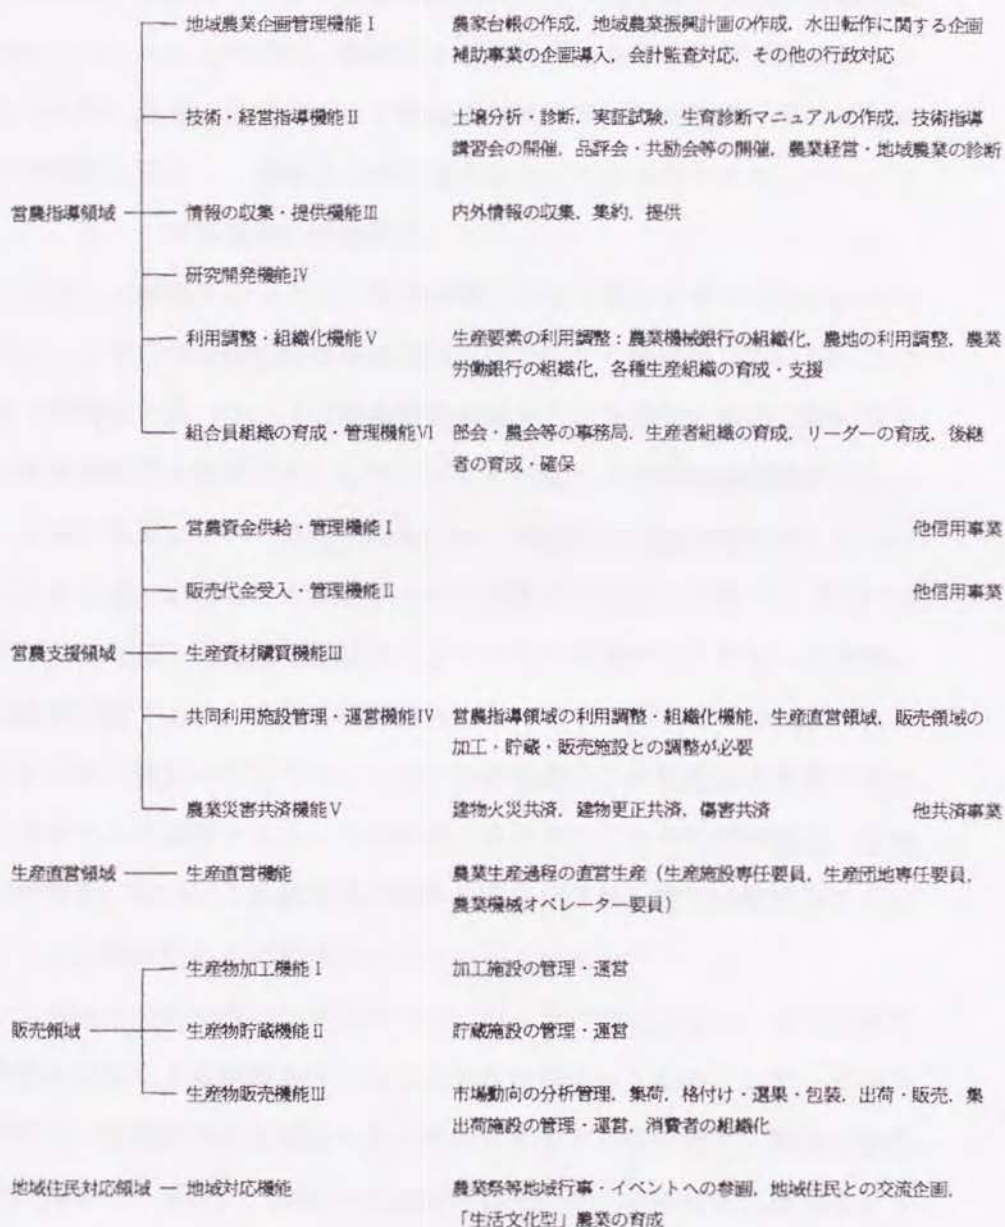 地域農業企画管理機能Ⅰ 農家台帳の作成，地域農業振興計画の作成，水田転作に関する企画
補助事業の企画導入，会計監査対応，その他の行政対応
技術・経営指導機能Ⅱ 土壌分析・診断，実証試験，生育診断マニュアルの作成，技術指導
講習会の開催，品評会・共励会等の開催，農業経営・地域農業の診断
営農指導領域 情報の収集・提供機能Ⅲ 内外情報の収集，集約，提供
研究開発機能Ⅳ
利用調整・組織化機能Ⅴ 生産要素の利用調整：農業機械銀行の組織化，農地の利用調整，農業
労働銀行の組織化，各種生産組織の育成・支援
組合員組織の育成・管理機能Ⅵ 部会・農会等の事務局，生産者組織の育成，リーダーの育成，後継
者の育成・確保
営農資金供給・管理機能Ⅰ 他信用事業
販売代金受入・管理機能Ⅱ 他信用事業
営農支援領域 生産資材購買機能Ⅲ
共同利用施設管理・運営機能Ⅳ 営農指導領域の利用調整・組織化機能，生産直営領域，販売領域の
加工・貯蔵・販売施設との調整が必要
農業災害共済機能Ⅴ 建物火災共済，建物更正共済，傷害共済 他共済事業
生産直営領域 生産直営機能 農業生産過程の直営生産（生産施設専任要員，生産団地専任要員，
農業機械オペレーター要員）
生産物加工機能Ⅰ 加工施設の管理・運営
販売領域 生産物貯蔵機能Ⅱ 貯蔵施設の管理・運営
生産物販売機能Ⅲ 市場動向の分析管理，集荷，格付け・選果・包装，出荷・販売，集
出荷施設の管理・運営，消費者の組織化
地域住民対応領域 地域対応機能 農業祭等地域行事・イベントへの参画，地域住民との交流企画，
「生活文化型」農業の育成